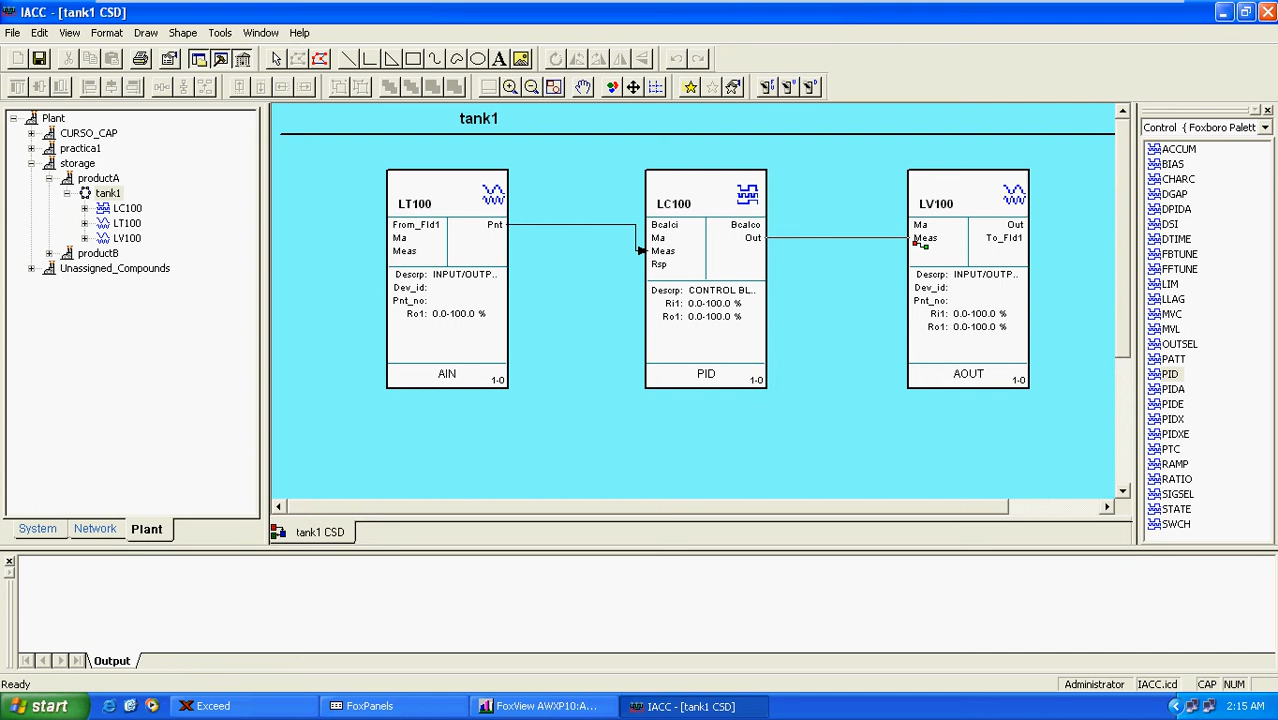 IACC - [tank1 CSD]
File Edit View Format Draw Shape Tools Window Help
Plant
CURSO_CAP
practica1
storage
productA
tank1
LC100
LT100
LV100
productB
Unassigned_Compounds
System Network Plant
tank1
LT100
From_Fld1 Pnt
Ma
Meas
Descrp: INPUT/OUTP..
Dev_id:
Pnt_no:
Ro1: 0.0-100.0 %
AIN
1-0
LC100
Bcalci Bcalco
Ma Out
Meas
Rsp
Descrp: CONTROL BL..
Ri1: 0.0-100.0 %
Ro1: 0.0-100.0 %
PID
1-0
LV100
Ma Out
Meas To_Fld1
Descrp: INPUT/OUTP..
Dev_id:
Pnt_no:
Ri1: 0.0-100.0 %
Ro1: 0.0-100.0 %
AOUT
1-0
tank1 CSD
Control { Foxboro Palett
ACCUM
BIAS
CHARC
DGAP
DPIDA
DSI
DTIME
FBTUNE
FFTUNE
LIM
LLAG
MVC
MVL
OUTSEL
PATT
PID
PIDA
PIDE
PIDX
PIDXE
PTC
RAMP
RATIO
SIGSEL
STATE
SWCH
Output
Ready Administrator IACC.icd CAP NUM
start Exceed FoxPanels FoxView AWXP10:A... IACC - [tank1 CSD] 2:15 AM